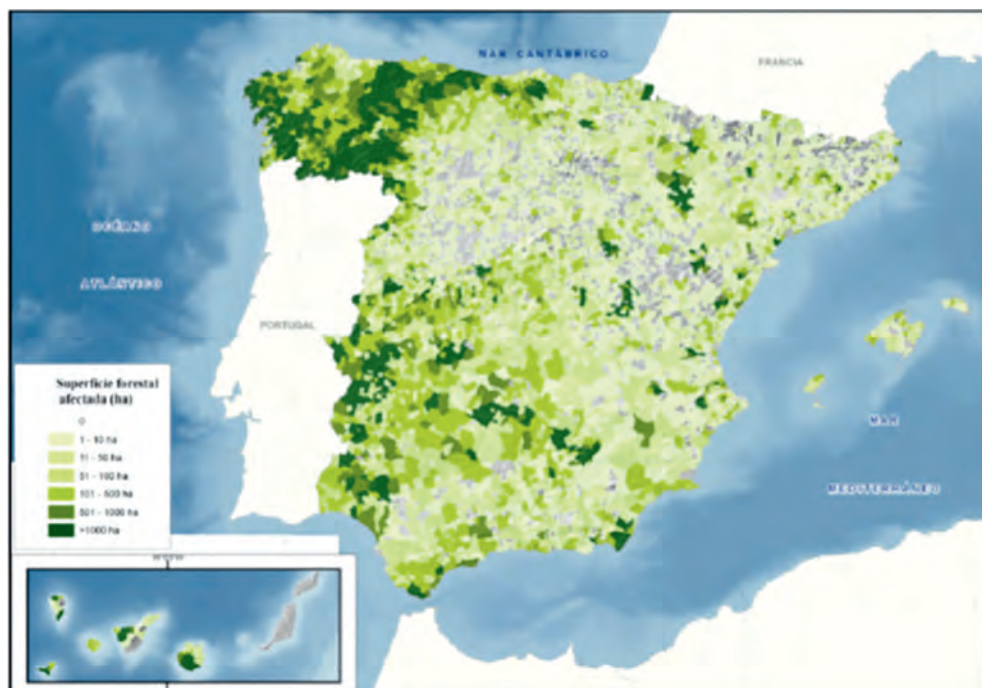 MAR CANTÁBRICO
FRANCIA
OCÉANO
ATLÁNTICO
PORTUGAL
Superficie forestal
afectada (ha)
0
1 - 10 ha
11 - 50 ha
51 - 100 ha
101 - 500 ha
501 - 1000 ha
>1000 ha
MAR
MEDITERRÁNEO